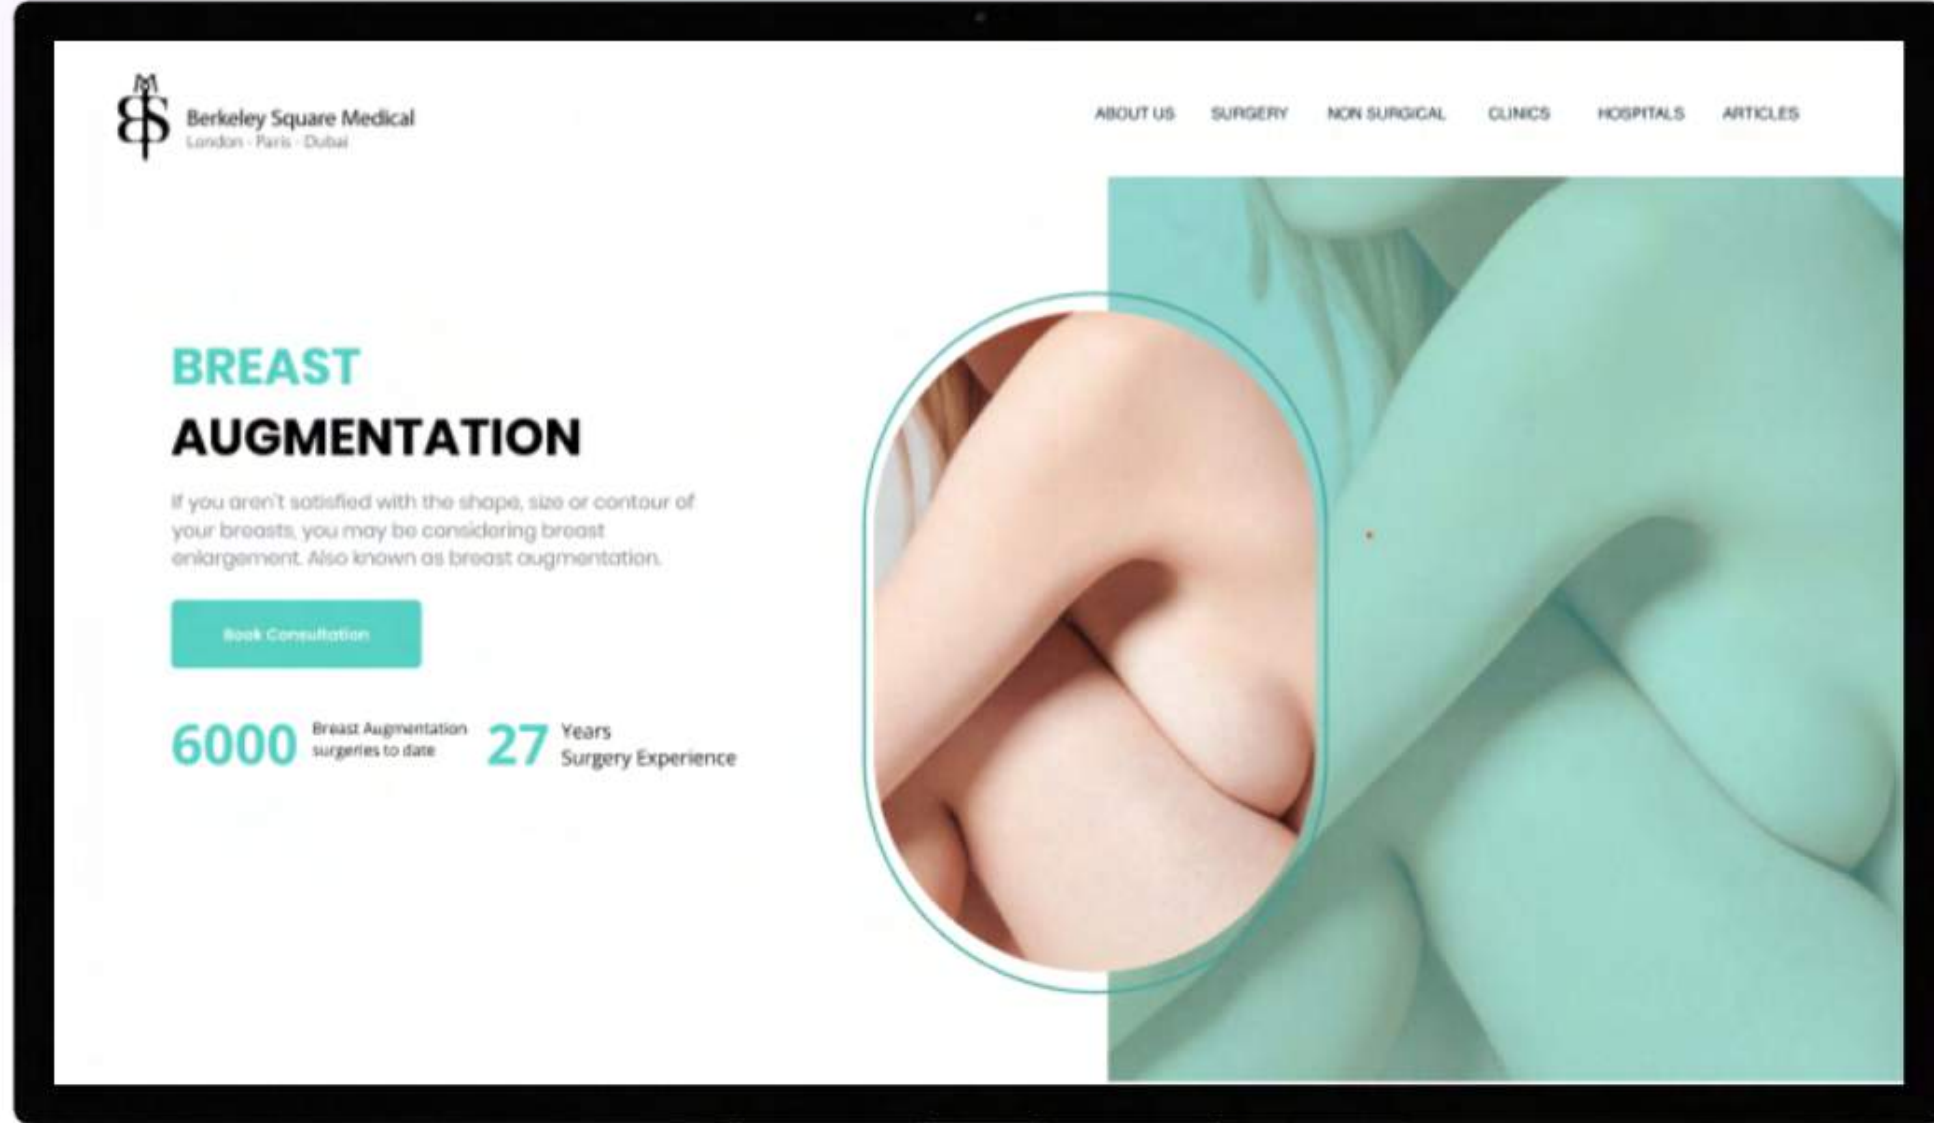 Berkeley Square Medical
London - Paris - Dubai
ABOUT US SURGERY NON SURGICAL CLINICS HOSPITALS ARTICLES
BREAST
AUGMENTATION
If you aren't satisfied with the shape, size or contour of
your breasts, you may be considering breast
enlargement. Also known as breast augmentation.
Book Consultation
6000 Breast Augmentation
surgeries to date
27 Years
Surgery Experience